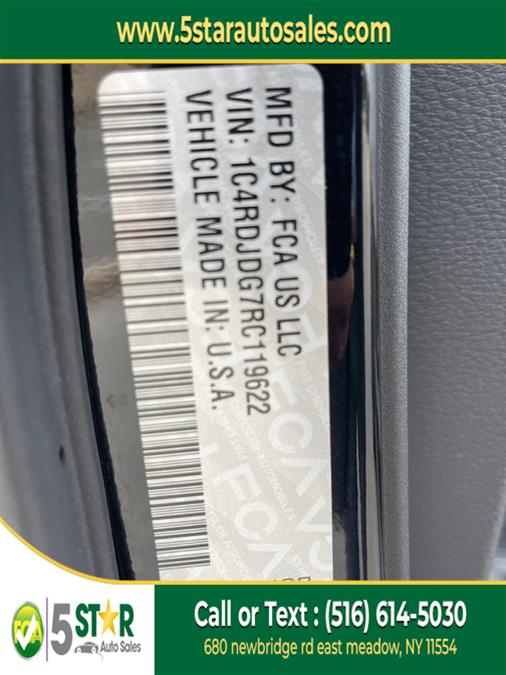 www.5starautosales.com
MFD BY: FCA US LLC
VIN: 1C4RDJDG7RC119622
VEHICLE MADE IN: U.S.A.
FCA
5 STAR
Auto Sales
Call or Text : (516) 614-5030
680 newbridge rd east meadow, NY 11554